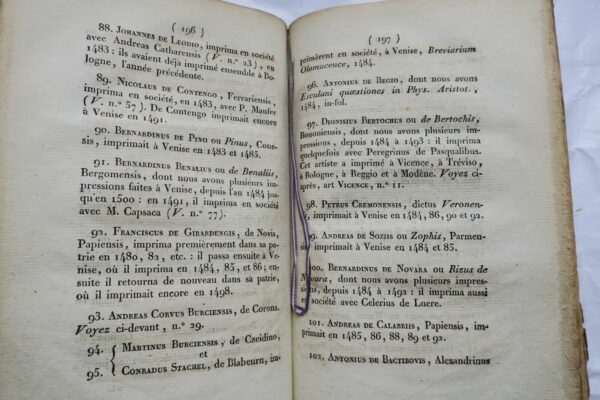 ( 196 )
88. JOHANNES DE LEODIO, imprima en société
avec Andreas Catharensis (V. n.º 23), en
1483 : ils avaient déjà imprimé ensemble à Bo-
logne, l'année précédente.
89. NICOLAUS DE CONTENGO, Ferrariensis,
imprima en société, en 1483, avec P. Maufer
(V. n.º 57). De Contengo imprimait encore
à Venise en 1491.
90. BERNARDINUS DE PINO ou Pinus, Comen-
sis, imprimait à Venise en 1483 et 1485.
91. BERNARDINUS BENALIUS ou de Benaliis,
Bergomensis, dont nous avons plusieurs im-
pressions faites à Venise, depuis l'an 1484 jus-
qu'en 1500 : en 1491, il imprima en société
avec M. Capsaca (V. n.º 77).
92. FRANCISCUS DE GIRARDENGIS, de Novis,
Papiensis, imprima premièrement dans sa pa-
trie en 1480, 82, etc. : il passa ensuite à Ve-
nise, où il imprima en 1484, 85, et 86; en-
suite il retourna de nouveau dans sa patrie,
où il imprimait encore en 1498.
93. ANDREAS CORVUS BURCIENSIS, de Corona.
Voyez ci-devant, n.º 29.
94. MARTINUS BURCIENSIS, de Czeidino,
et
95. CONRADUS STACHEL, de Blabeurn, im-
( 197 )
primèrent en société, à Venise, Breviarium
Olomucence, 1484.
96. ANTONIUS DE REGIO, dont nous avons
Esculani quæstiones in Phys. Aristot.,
1484, in-fol.
97. DIONISIUS BERTOCHUS ou de Bertochis,
Bononiensis, dont nous avons plusieurs im-
pressions, depuis 1484 à 1493 : il imprima
quelquefois avec Peregrinus de Pasqualibus.
Cet artiste a imprimé à Vicence, à Tréviso,
à Bologne, à Reggio et à Modène. Voyez ci-
après, art VICENCE, n.º 11.
98. PETRUS CREMONENSIS, dictus Veronen-
sis, imprimait à Venise en 1484, 86, 90 et 92.
99. ANDREAS DE SOZIIS ou Zophis, Parmen-
sis imprimait à Venise en 1484 et 85.
100. BERNARDINUS DE NOVARA ou Rizus de
Novara, dont nous avons plusieurs impres-
sions, depuis 1484 à 1492 : il imprima aussi
en société avec Celerius de Luere.
101. ANDREAS DE CALABRIIS, Papiensis, im-
primait en 1485, 86, 88, 89 et 92.
102. ANTONIUS DE BACTIBOVIS, Alexandrinus